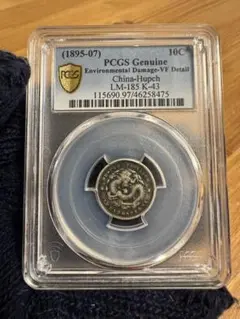 (1895-07) 10C
PCGS Genuine
Environmental Damage-VF Detail
China-Hupeh
LM-185 K-43
115690.97/46258475
PCGS